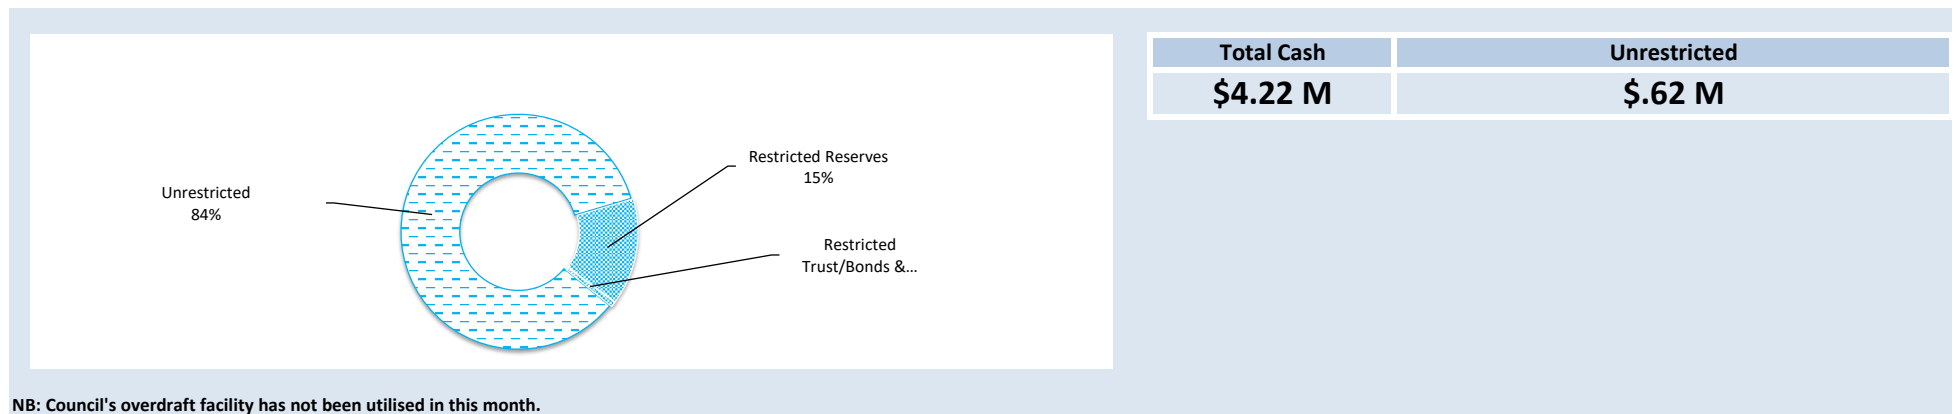 Total Cash
Unrestricted
$4.22 M
$.62 M
Restricted Reserves
15%
Unrestricted
84%
Restricted
Trust/Bonds &...
NB: Council's overdraft facility has not been utilised in this month.